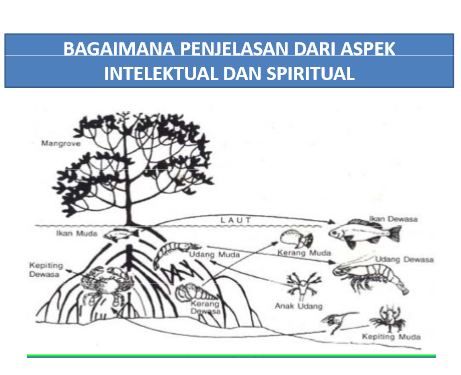 BAGAIMANA PENJELASAN DARI ASPEK
INTELEKTUAL DAN SPIRITUAL
Mangrove
LAUT
Ikan Dewasa
Ikan Muda
Udang Muda
Kerang Muda
Udang Dewasa
Kepiting
Dewasa
Kerang
Dewasa
Anak Udang
Kepiting Muda